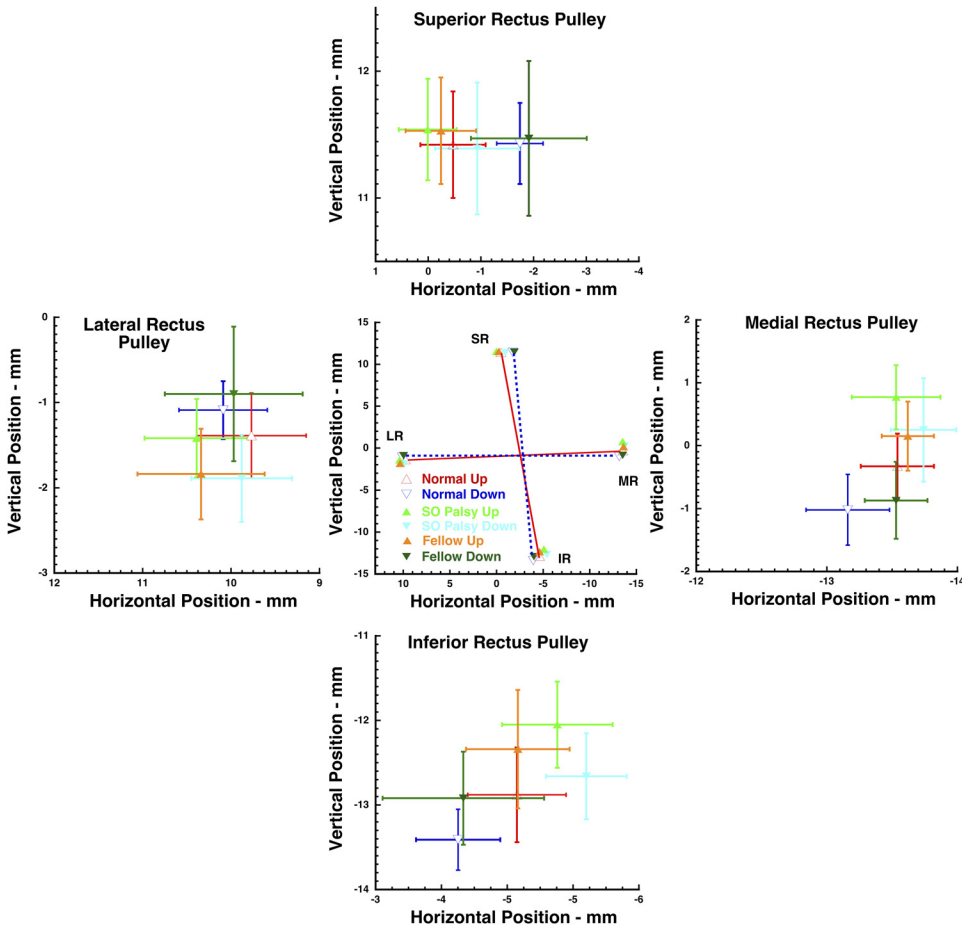 Superior Rectus Pulley
Vertical Position - mm
12
11
1 0 -1 -2 -3 -4
Horizontal Position - mm
Lateral Rectus
Pulley
Vertical Position - mm
0
-1
-2
-3
12 11 10 9
Horizontal Position - mm
15
10
5
0
-5
-10
-15
SR
LR
MR
IR
Normal Up
Normal Down
SO Palsy Up
SO Palsy Down
Fellow Up
Fellow Down
10 5 0 -5 -10 -15
Horizontal Position - mm
Medial Rectus Pulley
Vertical Position - mm
2
1
0
-1
-2
-12 -13 -14
Horizontal Position - mm
Inferior Rectus Pulley
Vertical Position - mm
-11
-12
-13
-14
-3 -4 -5 -5 -6
Horizontal Position - mm